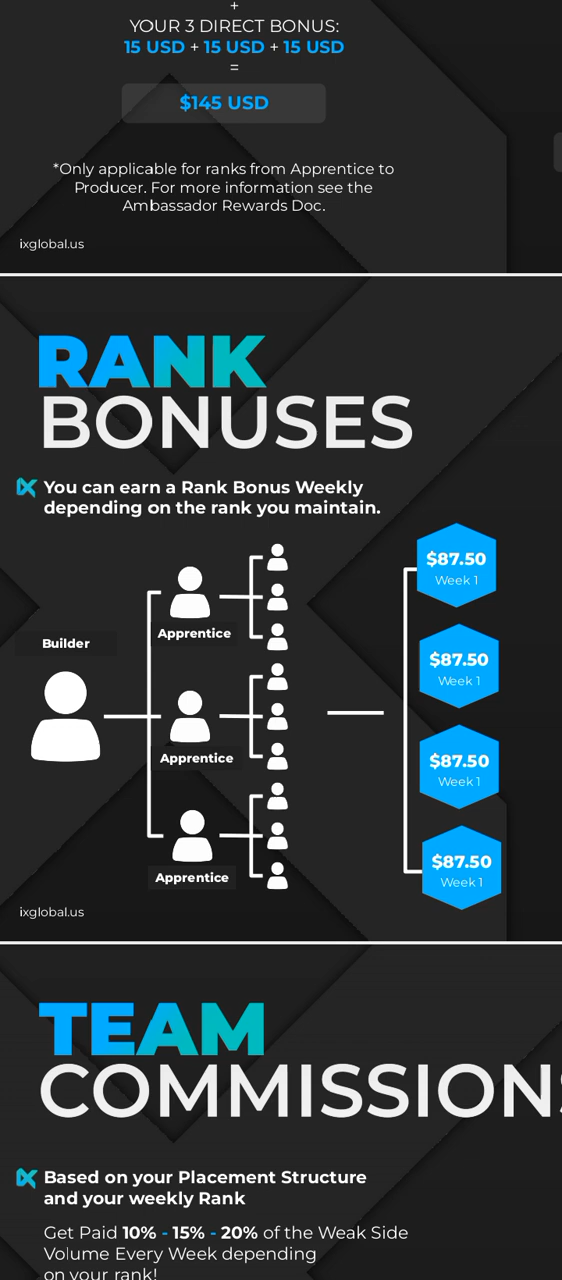 +
YOUR 3 DIRECT BONUS:
15 USD + 15 USD + 15 USD
=
$145 USD
*Only applicable for ranks from Apprentice to
Producer. For more information see the
Ambassador Rewards Doc.
ixglobal.us
RANK
BONUSES
You can earn a Rank Bonus Weekly
depending on the rank you maintain.
Builder
Apprentice
Apprentice
Apprentice
$87.50
Week 1
$87.50
Week 1
$87.50
Week 1
$87.50
Week 1
ixglobal.us
TEAM
COMMISSIONS
Based on your Placement Structure
and your weekly Rank
Get Paid 10% - 15% - 20% of the Weak Side
Volume Every Week depending
on your rank!